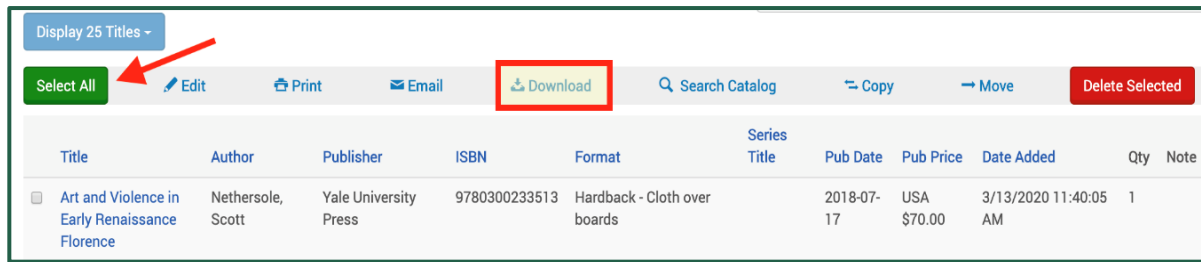 Display 25 Titles
Select All Edit Print Email Download Search Catalog Copy Move Delete Selected
Series
Title Author Publisher ISBN Format Title Pub Date Pub Price Date Added Qty Note
Art and Violence in Nethersole, Yale University 9780300233513 Hardback - Cloth over 2018-07- USA 3/13/2020 11:40:05 1
Early Renaissance Scott Press boards 17 $70.00 AM
Florence